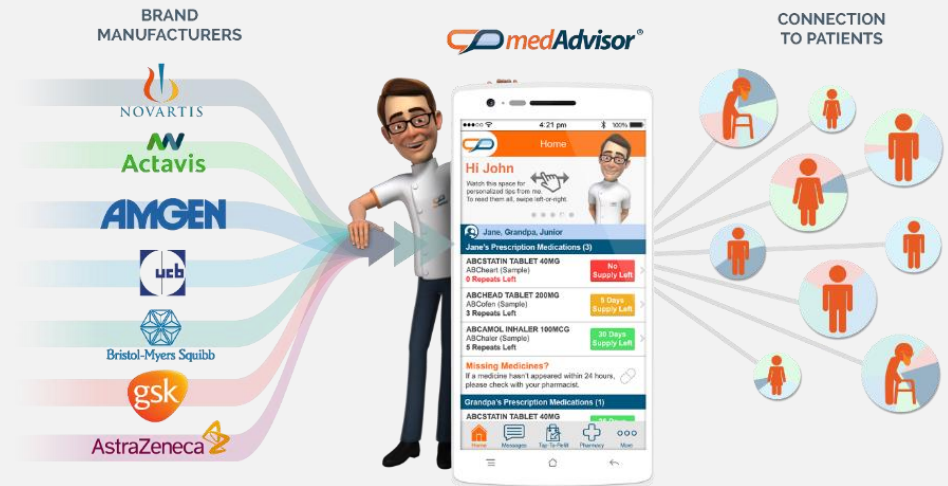 BRAND
MANUFACTURERS
NOVARTIS
Actavis
AMGEN
ucb
Bristol-Myers Squibb
gsk
AstraZeneca
medAdvisor®
4:21 pm
100%
Home
Hi John
Watch this space for
personalized tips from me.
To read them all, swipe left-or-right.
Jane, Grandpa, Junior
Jane's Prescription Medications (3)
ABCSTATIN TABLET 40MG
ABCheart (Sample)
0 Repeats Left
No
Supply Left
ABCHEAD TABLET 200MG
ABCofen (Sample)
3 Repeats Left
5 Days
Supply Left
ABCAMOL INHALER 100MCG
ABChaler (Sample)
5 Repeats Left
30 Days
Supply Left
Missing Medicines?
If a medicine hasn't appeared within 24 hours,
please check with your pharmacist.
Grandpa's Prescription Medications (1)
ABCSTATIN TABLET 40MG
Home
Messages
Tap-To-Refill
Pharmacy
More
CONNECTION
TO PATIENTS